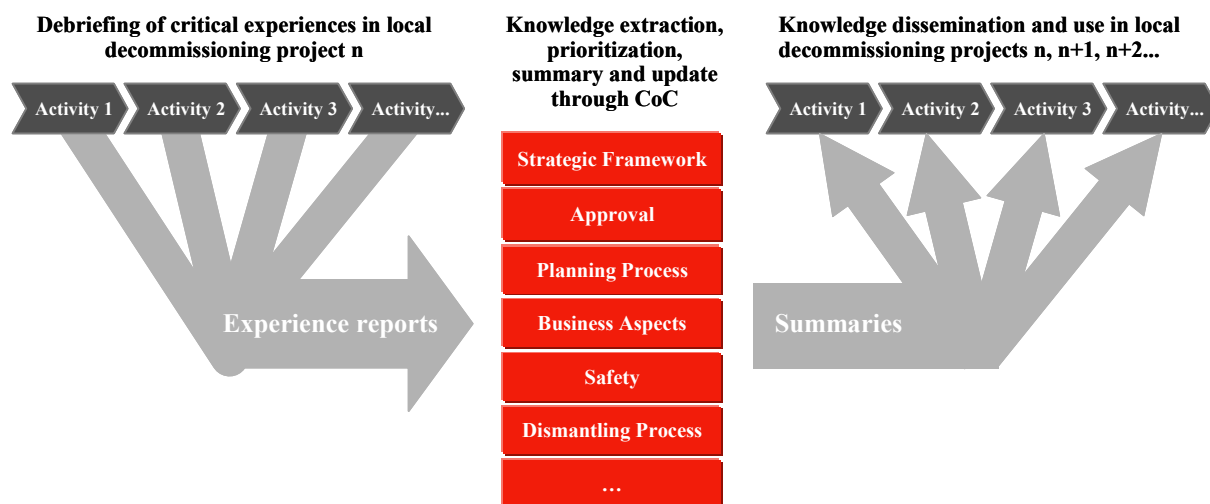 Debriefing of critical experiences in local
decommissioning project n
Activity 1
Activity 2
Activity 3
Activity...
Experience reports
Knowledge extraction,
prioritization,
summary and update
through CoC
Strategic Framework
Approval
Planning Process
Business Aspects
Safety
Dismantling Process
…
Knowledge dissemination and use in local
decommissioning projects n, n+1, n+2...
Activity 1
Activity 2
Activity 3
Activity...
Summaries